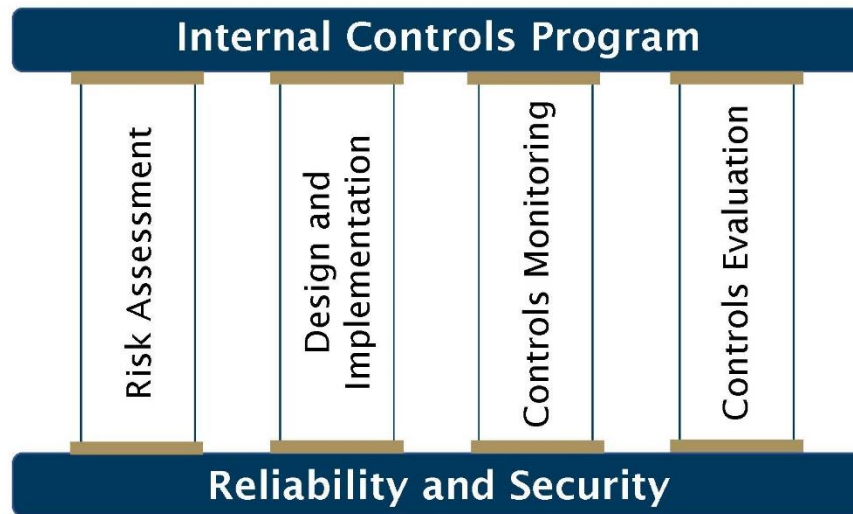 Internal Controls Program
Risk Assessment
Design and
Implementation
Controls Monitoring
Controls Evaluation
Reliability and Security